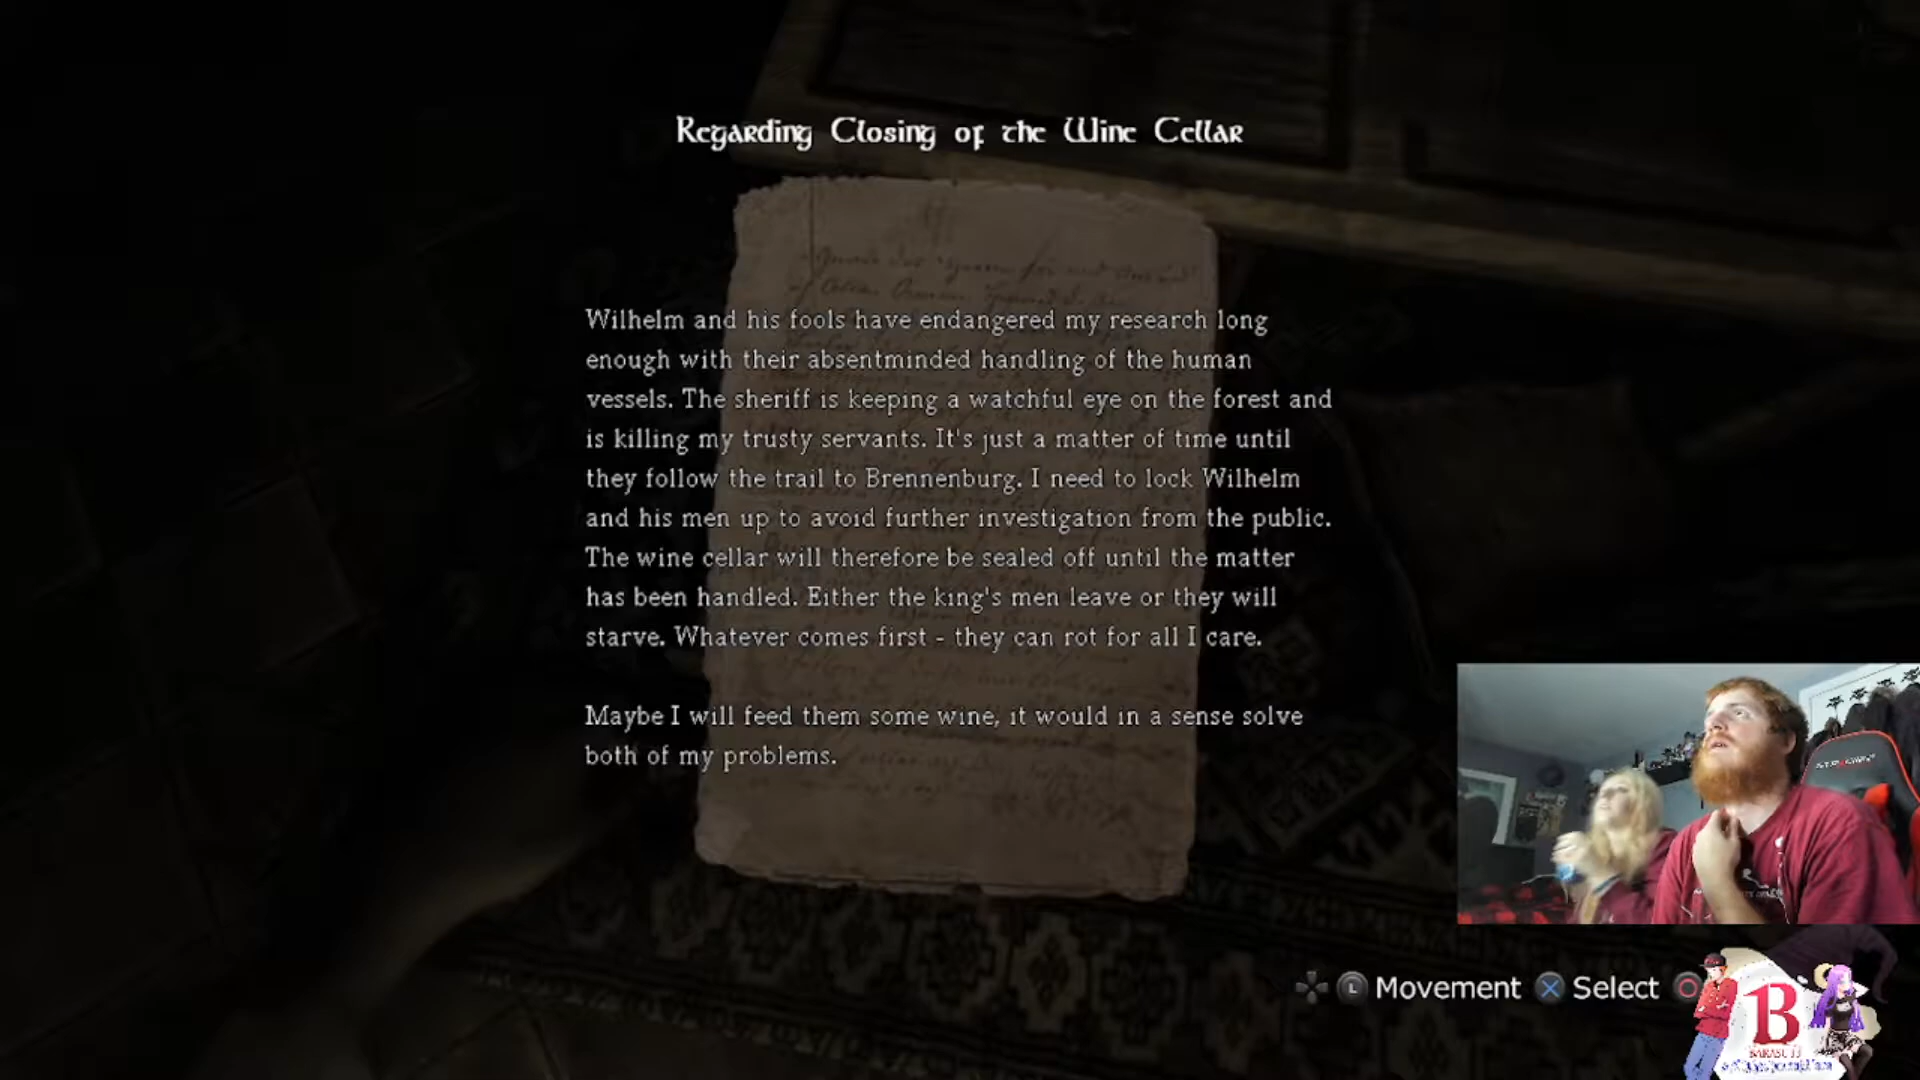 Regarding Closing of the Wine Cellar
Wilhelm and his fools have endangered my research long
enough with their absentminded handling of the human
vessels. The sheriff is keeping a watchful eye on the forest and
is killing my trusty servants. It's just a matter of time until
they follow the trail to Brennenburg. I need to lock Wilhelm
and his men up to avoid further investigation from the public.
The wine cellar will therefore be sealed off until the matter
has been handled. Either the king's men leave or they will
starve. Whatever comes first - they can rot for all I care.
Maybe I will feed them some wine, it would in a sense solve
both of my problems.
L Movement X Select
B